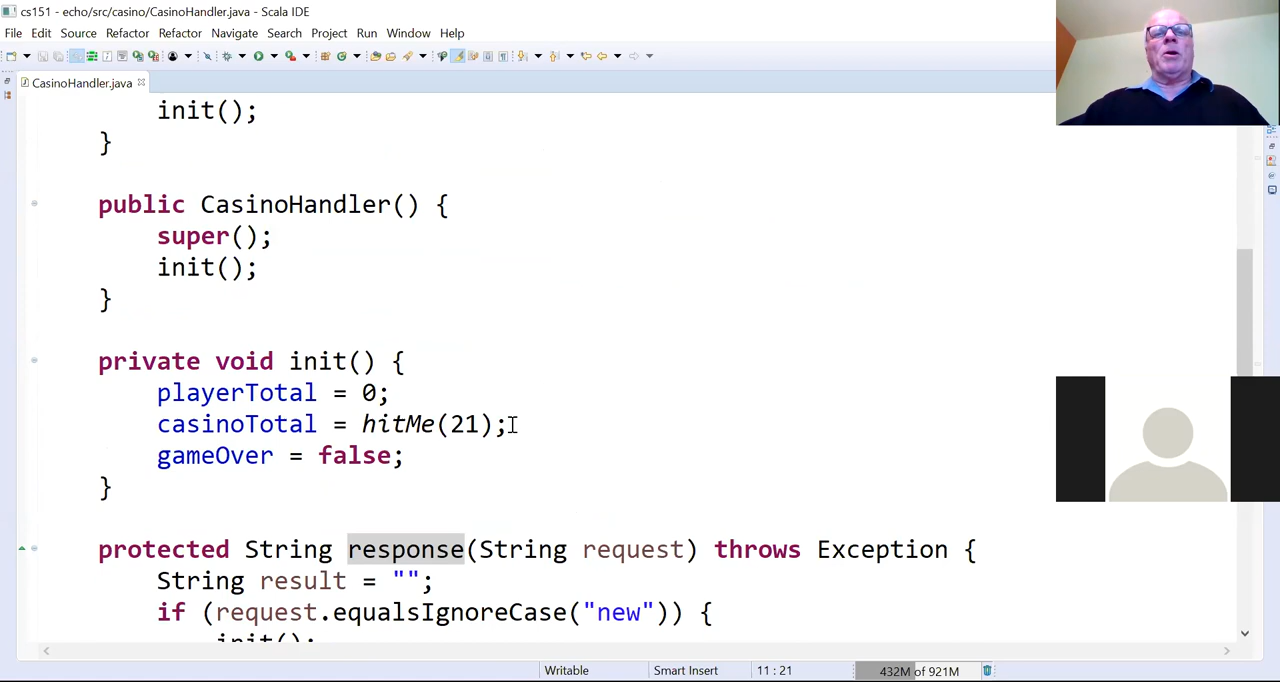 cs151 - echo/src/casino/CasinoHandler.java - Scala IDE
File Edit Source Refactor Refactor Navigate Search Project Run Window Help
CasinoHandler.java
init();
}
public CasinoHandler() {
super();
init();
}
private void init() {
playerTotal = 0;
casinoTotal = hitMe(21);
gameOver = false;
}
protected String response(String request) throws Exception {
String result = "";
if (request.equalsIgnoreCase("new")) {
init();
Writable Smart Insert 11 : 21 432M of 921M